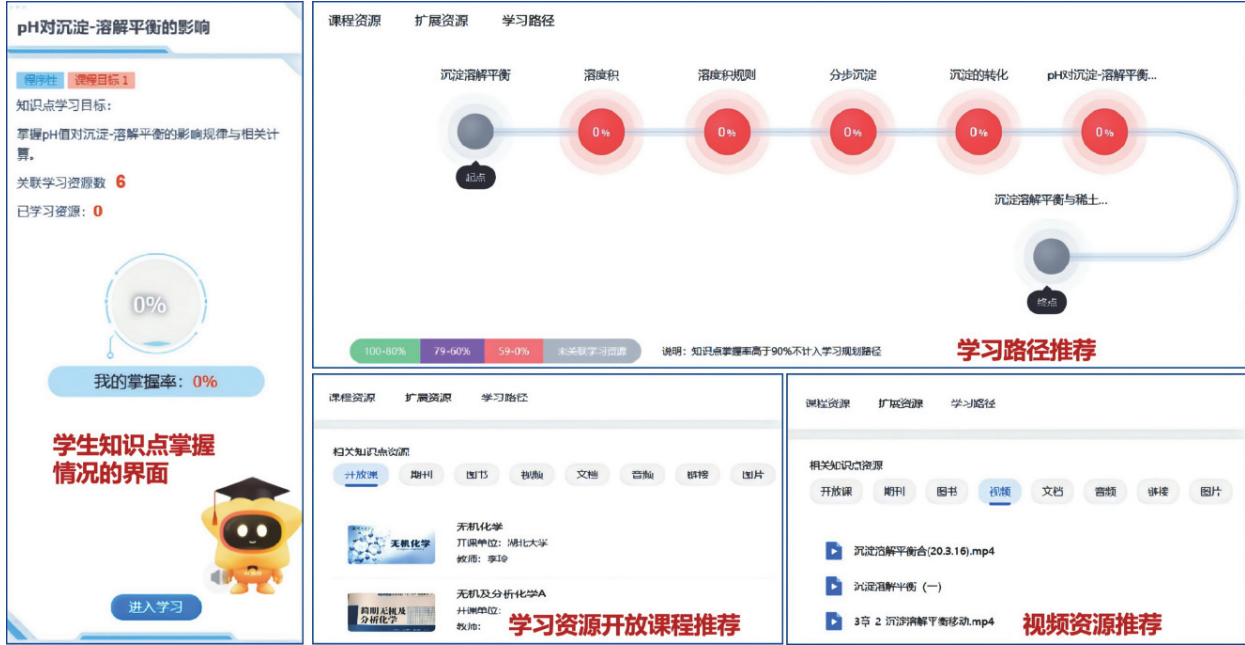 pH对沉淀-溶解平衡的影响
程序性 课程目标1
知识点学习目标：
掌握pH值对沉淀-溶解平衡的影响规律与相关计
算。
关联学习资源数 6
已学习资源：0
0%
我的掌握率：0%
学生知识点掌握
情况的界面
进入学习
课程资源 扩展资源 学习路径
沉淀溶解平衡 溶度积 溶度积规则 分步沉淀 沉淀的转化 pH对沉淀-溶解平衡...
0% 0% 0% 0% 0%
起点
沉淀溶解平衡与稀土...
终点
100-80% 79-60% 59-0% 未关联学习资源 说明：知识点掌握率高于90%不计入学习规划路径
学习路径推荐
课程资源 扩展资源 学习路径
相关知识点资源
开放课 期刊 图书 视频 文档 音频 链接 图片
无机化学
无机化学
开课单位：湖北大学
教师：李玲
无机及分析化学A
简明无机及
分析化学
开课单位：
教师：
学习资源开放课程推荐
课程资源 扩展资源 学习路径
相关知识点资源
开放课 期刊 图书 视频 文档 音频 链接 图片
沉淀溶解平衡合(20.3.16).mp4
沉淀溶解平衡（一）
3章 2 沉淀溶解平衡移动.mp4
视频资源推荐